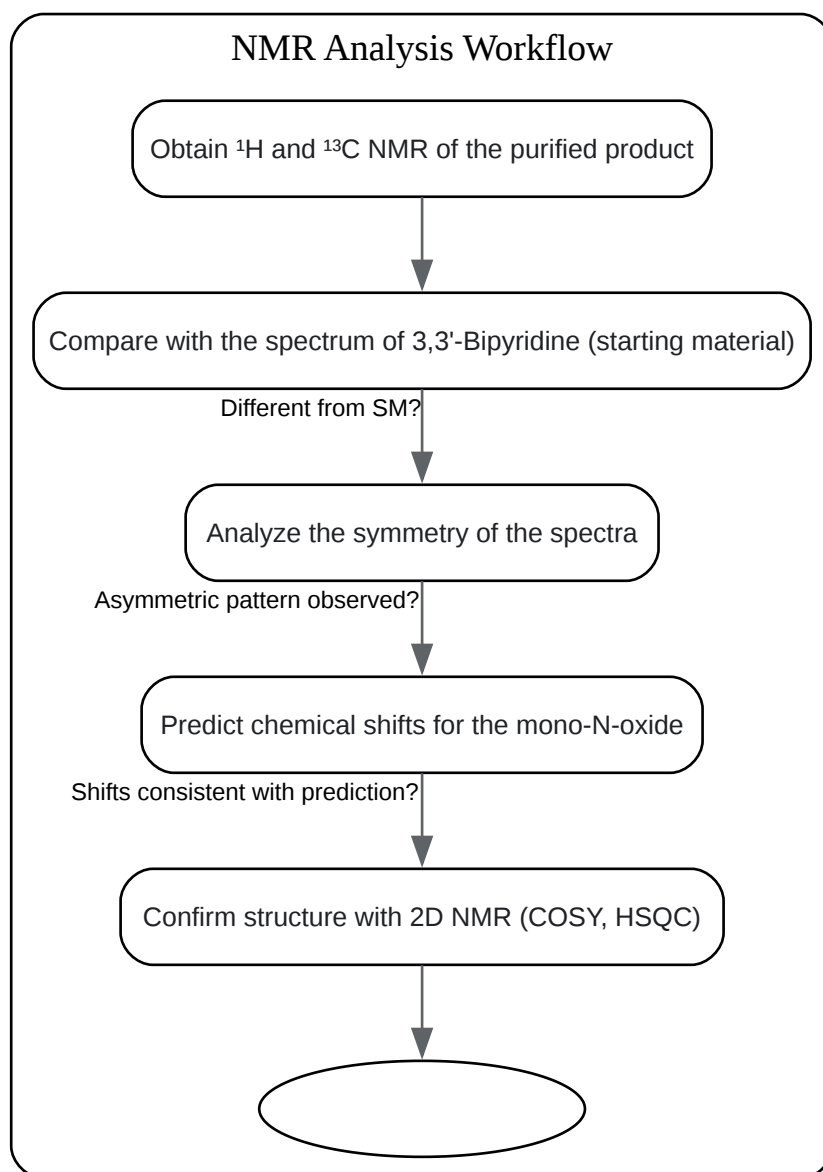 NMR Analysis Workflow
Obtain ¹H and ¹³C NMR of the purified product
Compare with the spectrum of 3,3'-Bipyridine (starting material)
Different from SM?
Analyze the symmetry of the spectra
Asymmetric pattern observed?
Predict chemical shifts for the mono-N-oxide
Shifts consistent with prediction?
Confirm structure with 2D NMR (COSY, HSQC)